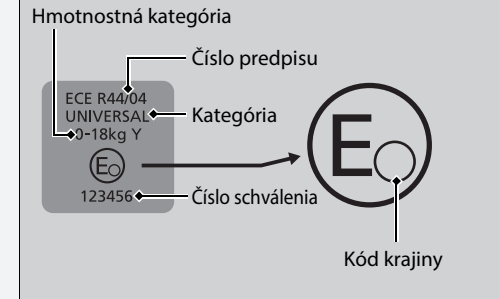 Hmotnostná kategória
Číslo predpisu
ECE R44/04
UNIVERSAL
Kategória
0-18kg Y
E
E
123456
Číslo schválenia
Kód krajiny